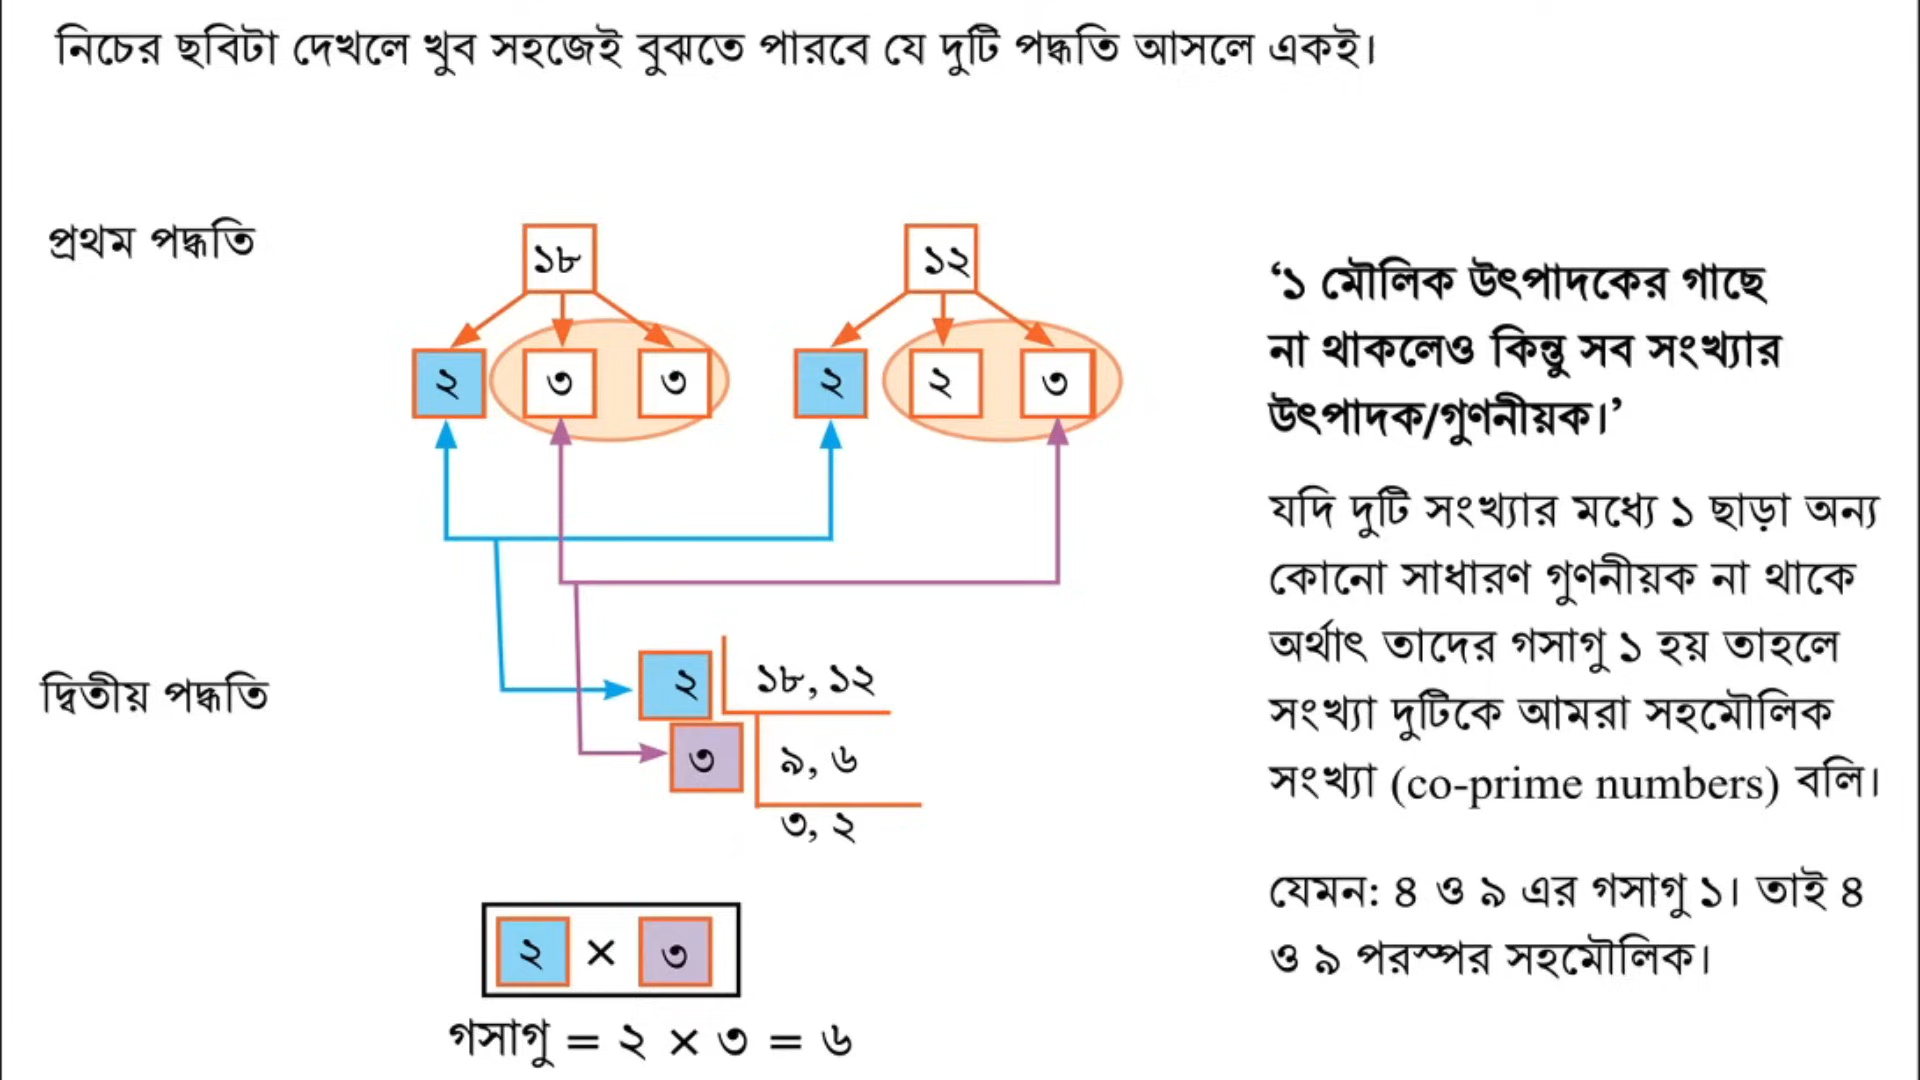 নিচের ছবিটা দেখলে খুব সহজেই বুঝতে পারবে যে দুটি পদ্ধতি আসলে একই।
প্রথম পদ্ধতি
১৮
১২
২ ৩ ৩
২ ২ ৩
দ্বিতীয় পদ্ধতি
২ ১৮, ১২
৩ ৯, ৬
৩, ২
২ × ৩
গসাগু = ২ × ৩ = ৬
‘১ মৌলিক উৎপাদকের গাছে
না থাকলেও কিন্তু সব সংখ্যার
উৎপাদক/গুণনীয়ক।’
যদি দুটি সংখ্যার মধ্যে ১ ছাড়া অন্য
কোনো সাধারণ গুণনীয়ক না থাকে
অর্থাৎ তাদের গসাগু ১ হয় তাহলে
সংখ্যা দুটিকে আমরা সহমৌলিক
সংখ্যা (co-prime numbers) বলি।
যেমন: ৪ ও ৯ এর গসাগু ১। তাই ৪
ও ৯ পরস্পর সহমৌলিক।